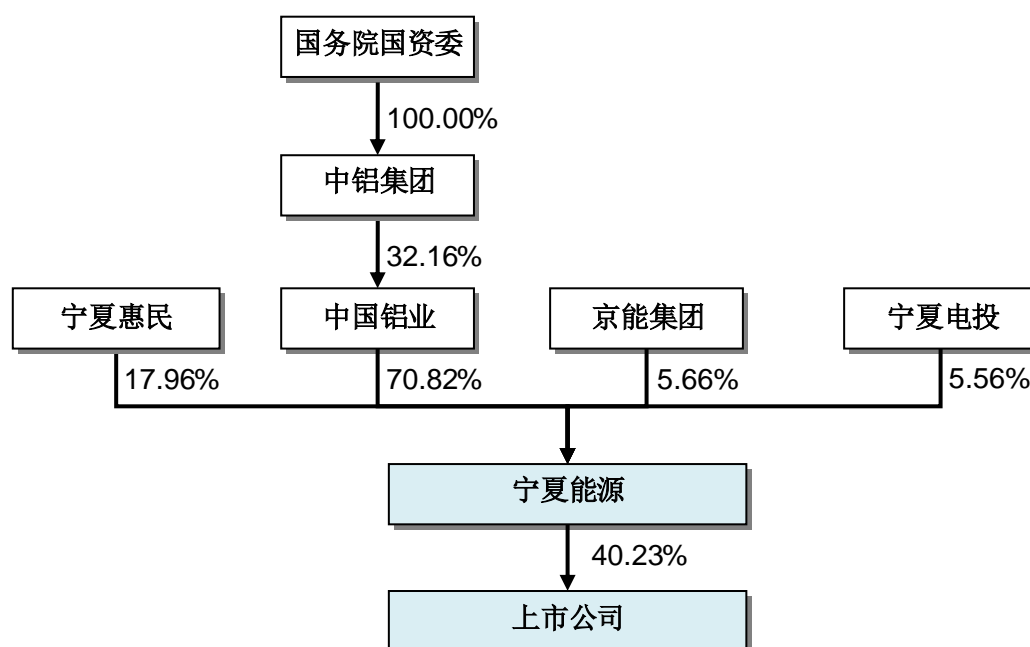 国务院国资委
100.00%
中铝集团
32.16%
宁夏惠民
中国铝业
京能集团
宁夏电投
17.96%
70.82%
5.66%
5.56%
宁夏能源
40.23%
上市公司